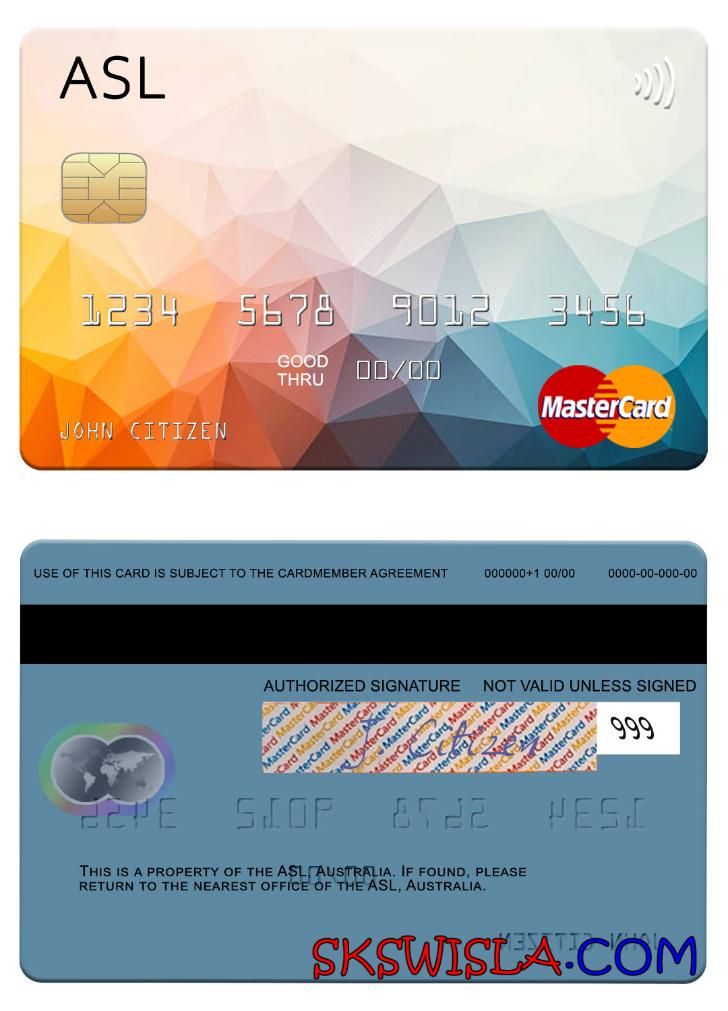 ASL
1234 5678 9012 3456
GOOD THRU 00/00
MasterCard
JOHN CITIZEN
USE OF THIS CARD IS SUBJECT TO THE CARDMEMBER AGREEMENT 000000+1 00/00 0000-00-000-00
AUTHORIZED SIGNATURE NOT VALID UNLESS SIGNED
J Citizen 999
THIS IS A PROPERTY OF THE ASL, AUSTRALIA. IF FOUND, PLEASE
RETURN TO THE NEAREST OFFICE OF THE ASL, AUSTRALIA.
SKSWISLA.COM